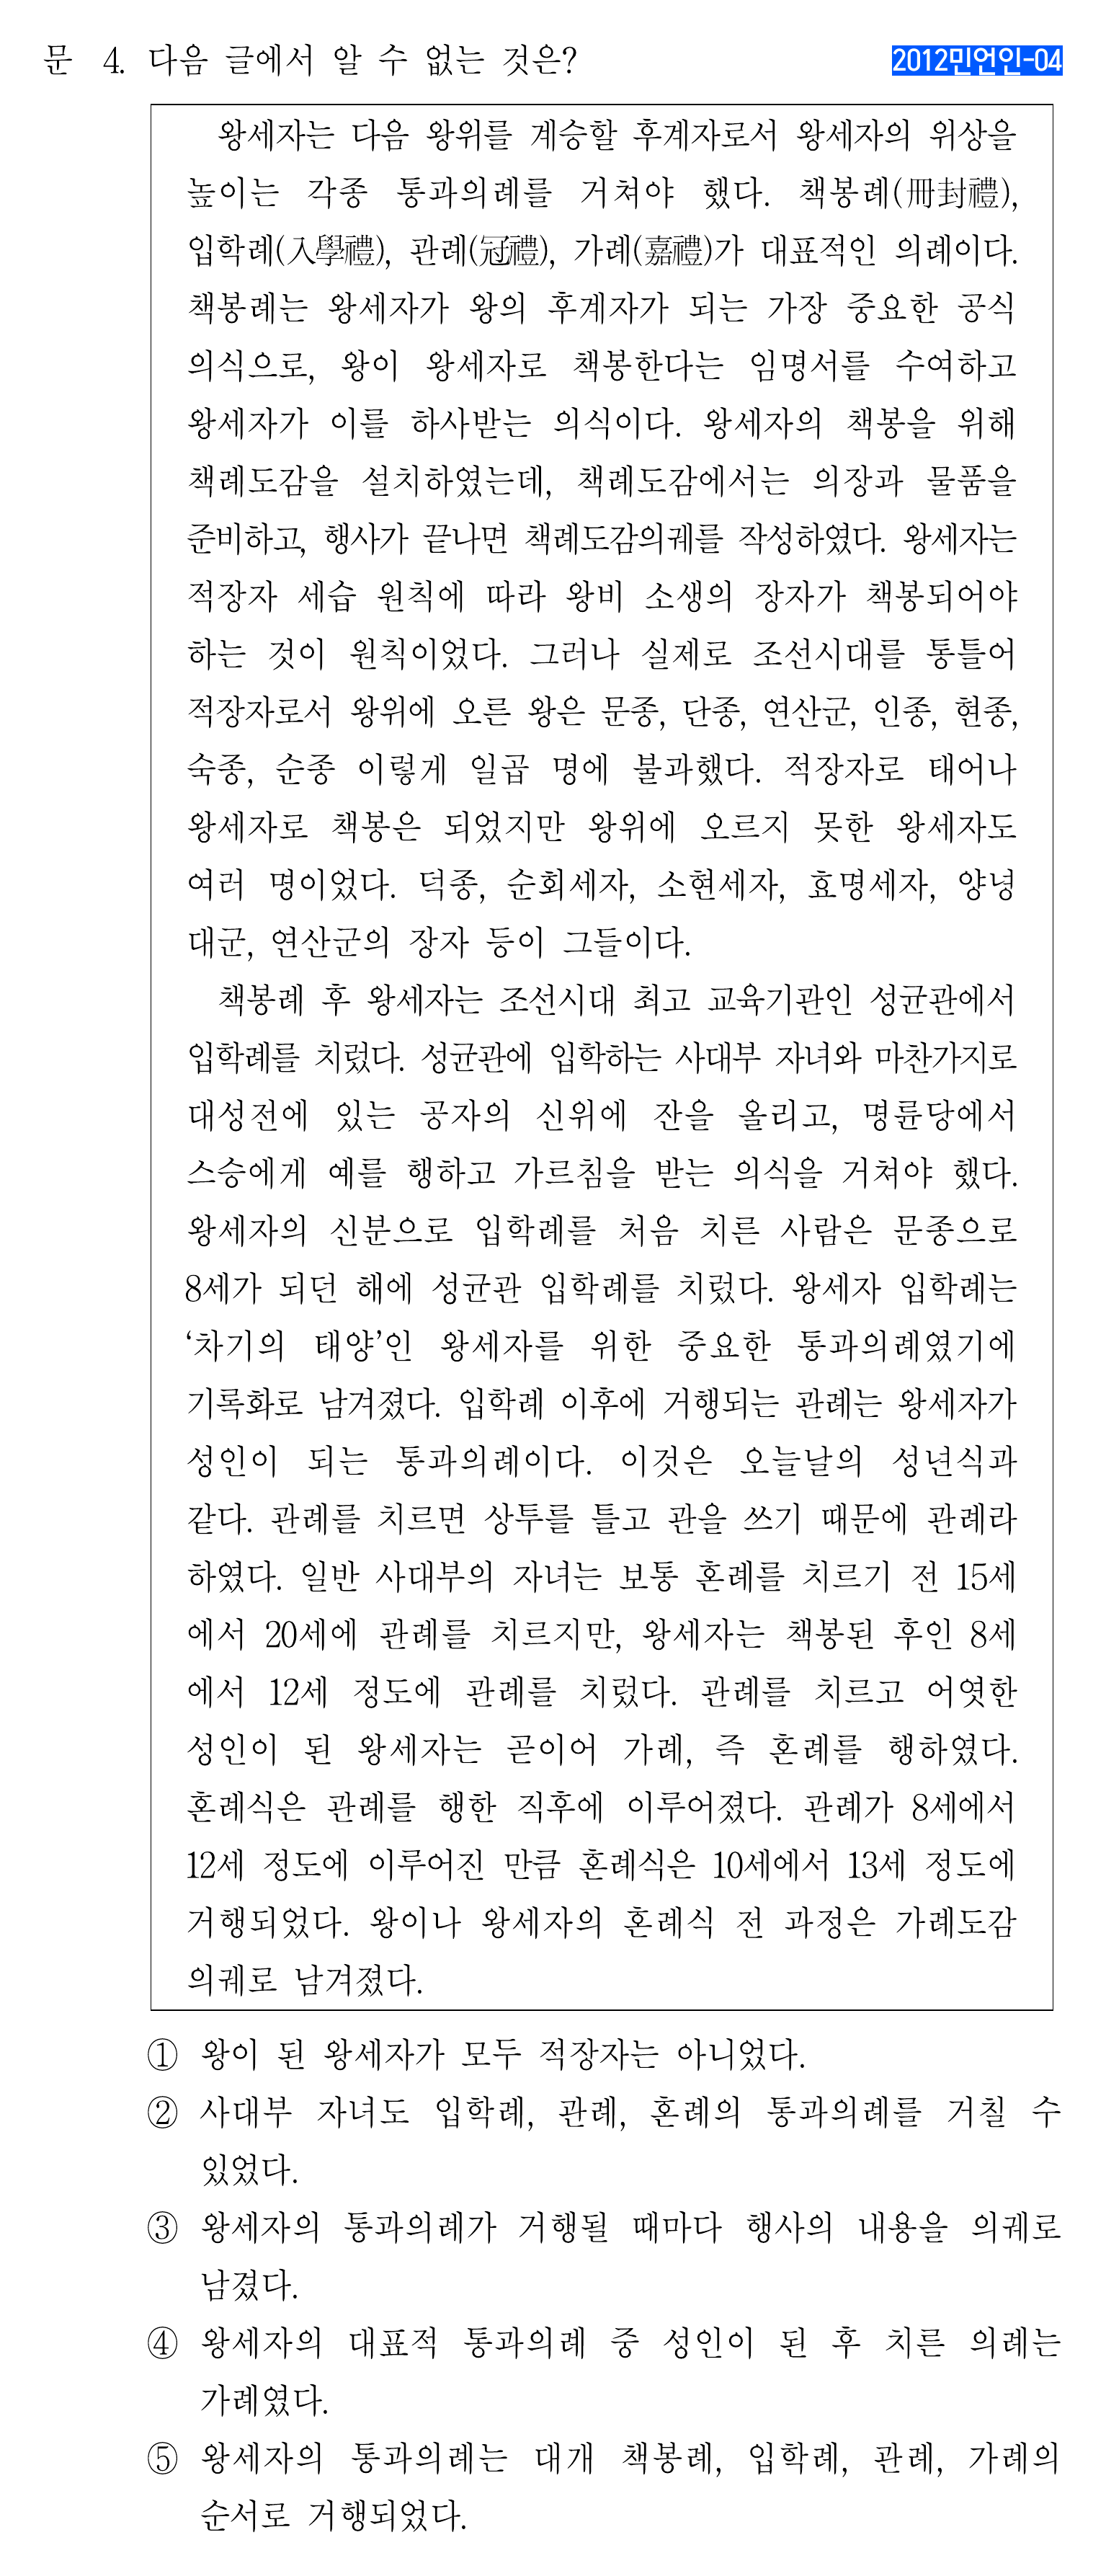 문 4. 다음 글에서 알 수 없는 것은?
2012민언인-04
왕세자는 다음 왕위를 계승할 후계자로서 왕세자의 위상을
높이는 각종 통과의례를 거쳐야 했다. 책봉례(冊封禮),
입학례(入學禮), 관례(冠禮), 가례(嘉禮)가 대표적인 의례이다.
책봉례는 왕세자가 왕의 후계자가 되는 가장 중요한 공식
의식으로, 왕이 왕세자로 책봉한다는 임명서를 수여하고
왕세자가 이를 하사받는 의식이다. 왕세자의 책봉을 위해
책례도감을 설치하였는데, 책례도감에서는 의장과 물품을
준비하고, 행사가 끝나면 책례도감의궤를 작성하였다. 왕세자는
적장자 세습 원칙에 따라 왕비 소생의 장자가 책봉되어야
하는 것이 원칙이었다. 그러나 실제로 조선시대를 통틀어
적장자로서 왕위에 오른 왕은 문종, 단종, 연산군, 인종, 현종,
숙종, 순종 이렇게 일곱 명에 불과했다. 적장자로 태어나
왕세자로 책봉은 되었지만 왕위에 오르지 못한 왕세자도
여러 명이었다. 덕종, 순회세자, 소현세자, 효명세자, 양녕
대군, 연산군의 장자 등이 그들이다.
책봉례 후 왕세자는 조선시대 최고 교육기관인 성균관에서
입학례를 치렀다. 성균관에 입학하는 사대부 자녀와 마찬가지로
대성전에 있는 공자의 신위에 잔을 올리고, 명륜당에서
스승에게 예를 행하고 가르침을 받는 의식을 거쳐야 했다.
왕세자의 신분으로 입학례를 처음 치른 사람은 문종으로
8세가 되던 해에 성균관 입학례를 치렀다. 왕세자 입학례는
‘차기의 태양’인 왕세자를 위한 중요한 통과의례였기에
기록화로 남겨졌다. 입학례 이후에 거행되는 관례는 왕세자가
성인이 되는 통과의례이다. 이것은 오늘날의 성년식과
같다. 관례를 치르면 상투를 틀고 관을 쓰기 때문에 관례라
하였다. 일반 사대부의 자녀는 보통 혼례를 치르기 전 15세
에서 20세에 관례를 치르지만, 왕세자는 책봉된 후인 8세
에서 12세 정도에 관례를 치렀다. 관례를 치르고 어엿한
성인이 된 왕세자는 곧이어 가례, 즉 혼례를 행하였다.
혼례식은 관례를 행한 직후에 이루어졌다. 관례가 8세에서
12세 정도에 이루어진 만큼 혼례식은 10세에서 13세 정도에
거행되었다. 왕이나 왕세자의 혼례식 전 과정은 가례도감
의궤로 남겨졌다.
① 왕이 된 왕세자가 모두 적장자는 아니었다.
② 사대부 자녀도 입학례, 관례, 혼례의 통과의례를 거칠 수
있었다.
③ 왕세자의 통과의례가 거행될 때마다 행사의 내용을 의궤로
남겼다.
④ 왕세자의 대표적 통과의례 중 성인이 된 후 치른 의례는
가례였다.
⑤ 왕세자의 통과의례는 대개 책봉례, 입학례, 관례, 가례의
순서로 거행되었다.